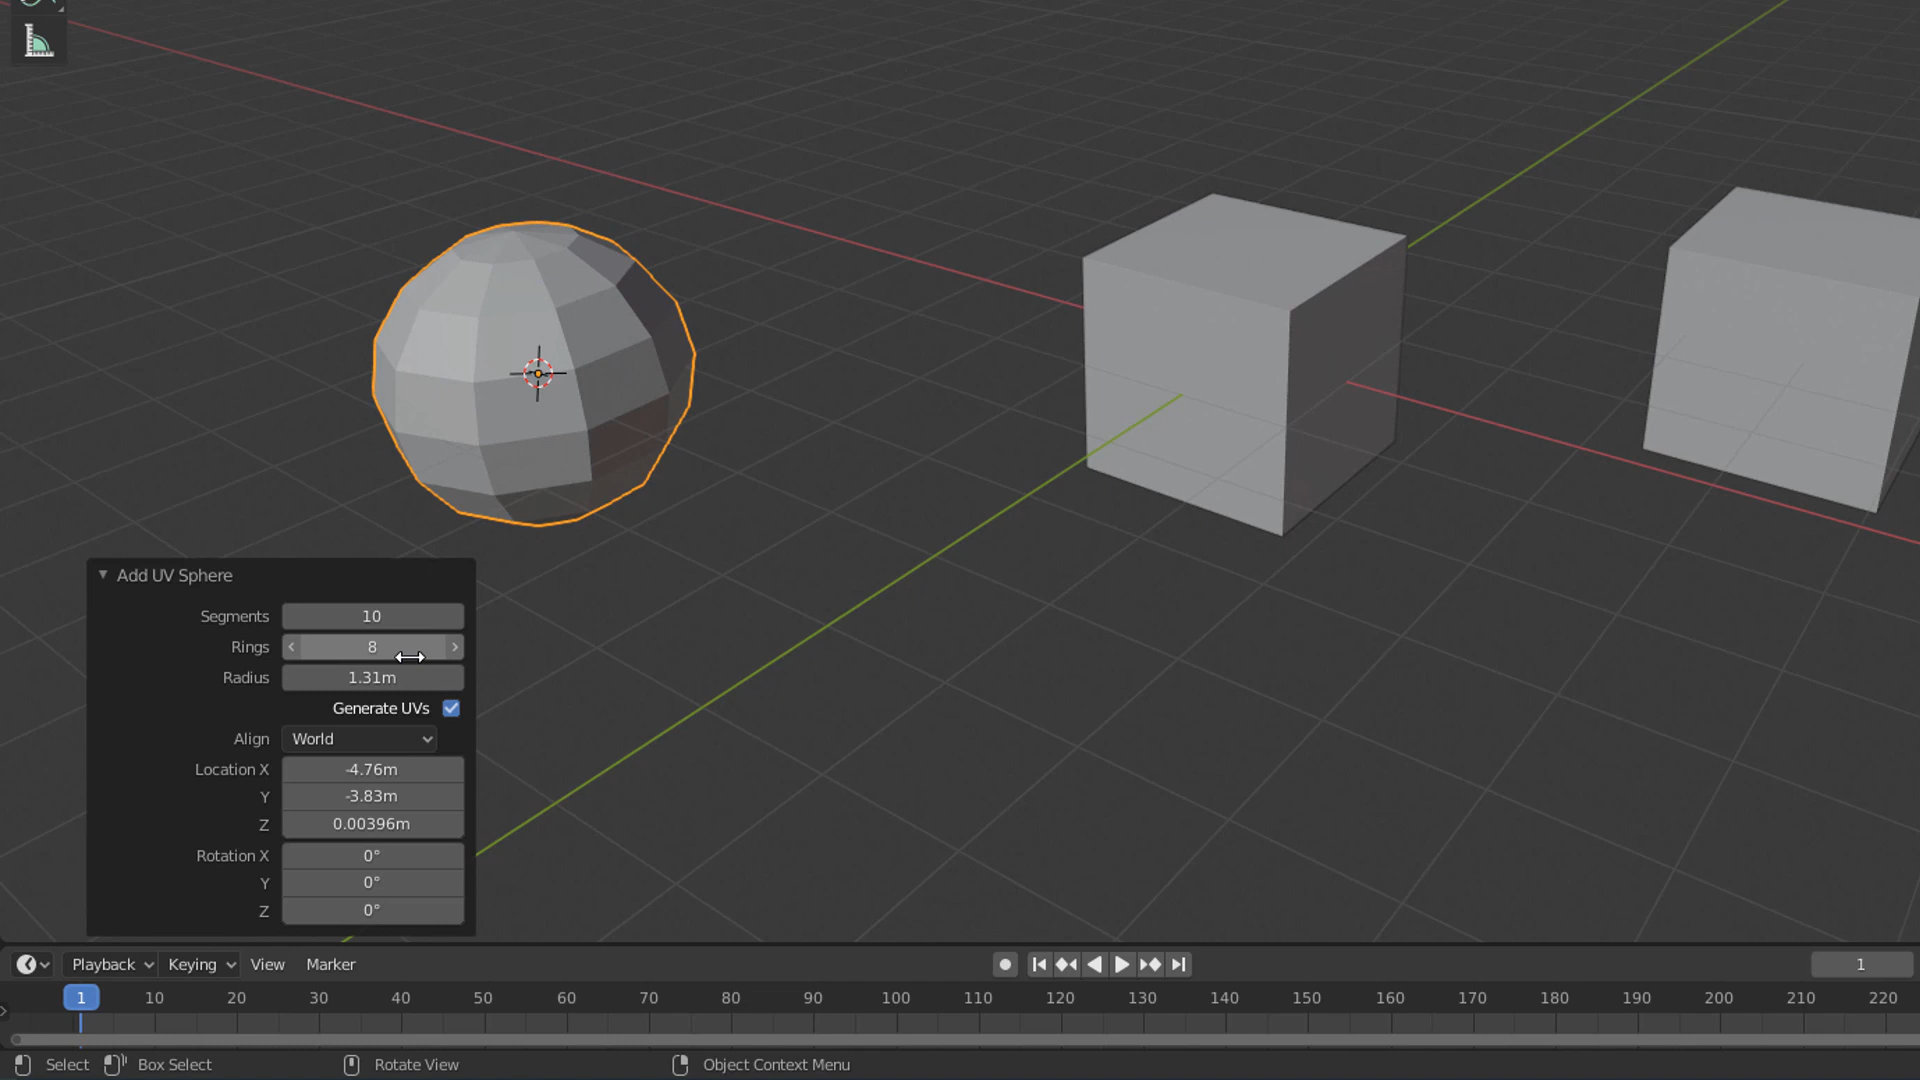 Add UV Sphere
Segments 10
Rings 8
Radius 1.31m
Generate UVs
Align World
Location X -4.76m
Y -3.83m
Z 0.00396m
Rotation X 0°
Y 0°
Z 0°
Playback Keying View Marker 1
1 10 20 30 40 50 60 70 80 90 100 110 120 130 140 150 160 170 180 190 200 210 220
Select Box Select Rotate View Object Context Menu